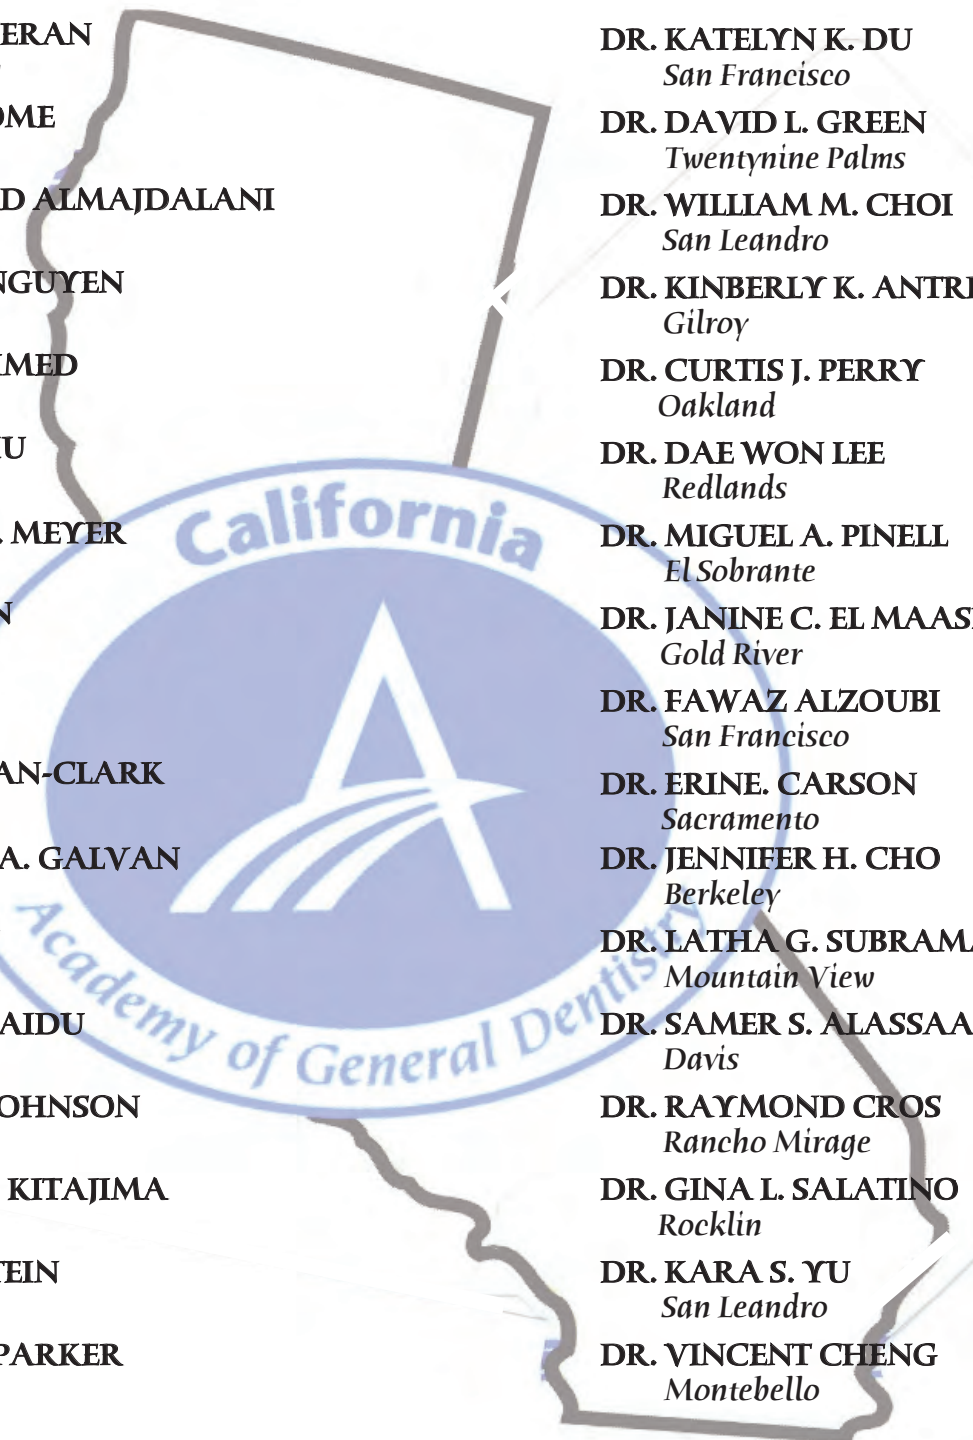 ERAN
OME
D ALMAJDALANI
NGUYEN
MED
U
. MEYER
N
AN-CLARK
A. GALVAN
AIDU
OHNSON
KITAJIMA
TEIN
PARKER
California
Academy of General Dentistry
DR. KATELYN K. DU
San Francisco
DR. DAVID L. GREEN
Twentynine Palms
DR. WILLIAM M. CHOI
San Leandro
DR. KINBERLY K. ANTRI
Gilroy
DR. CURTIS J. PERRY
Oakland
DR. DAE WON LEE
Redlands
DR. MIGUEL A. PINELL
El Sobrante
DR. JANINE C. EL MAASI
Gold River
DR. FAWAZ ALZOUBI
San Francisco
DR. ERINE. CARSON
Sacramento
DR. JENNIFER H. CHO
Berkeley
DR. LATHA G. SUBRAMA
Mountain View
DR. SAMER S. ALASSAA
Davis
DR. RAYMOND CROS
Rancho Mirage
DR. GINA L. SALATINO
Rocklin
DR. KARA S. YU
San Leandro
DR. VINCENT CHENG
Montebello